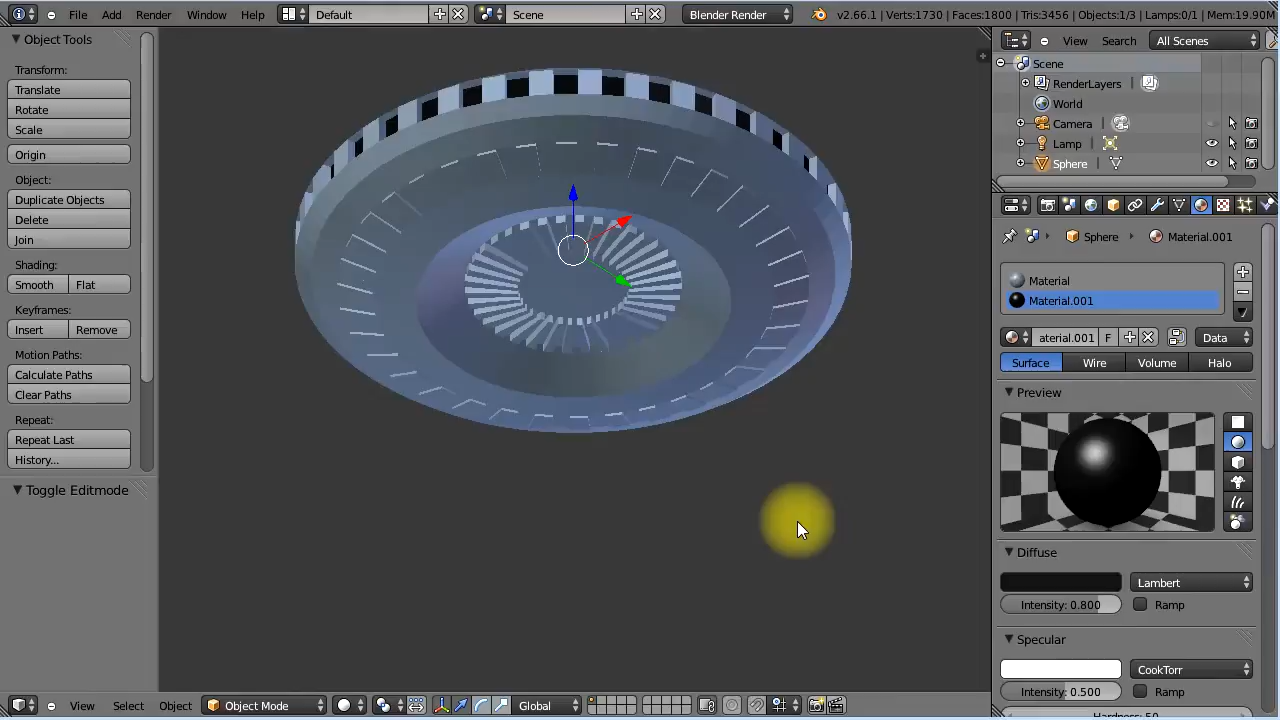 File Add Render Window Help Default Scene Blender Render v2.66.1 | Verts:1730 | Faces:1800 | Tris:3456 | Objects:1/3 | Lamps:0/1 | Mem:19.90M
Object Tools
Transform:
Translate
Rotate
Scale
Origin
Object:
Duplicate Objects
Delete
Join
Shading:
Smooth Flat
Keyframes:
Insert Remove
Motion Paths:
Calculate Paths
Clear Paths
Repeat:
Repeat Last
History...
Toggle Editmode
View Select Object Object Mode Global
View Search All Scenes
Scene
RenderLayers |
World
Camera |
Lamp |
Sphere |
Sphere Material.001
Material
Material.001
aterial.001 F Data
Surface Wire Volume Halo
Preview
Diffuse
Lambert
Intensity: 0.800 Ramp
Specular
CookTorr
Intensity: 0.500 Ramp
Hardness: 50